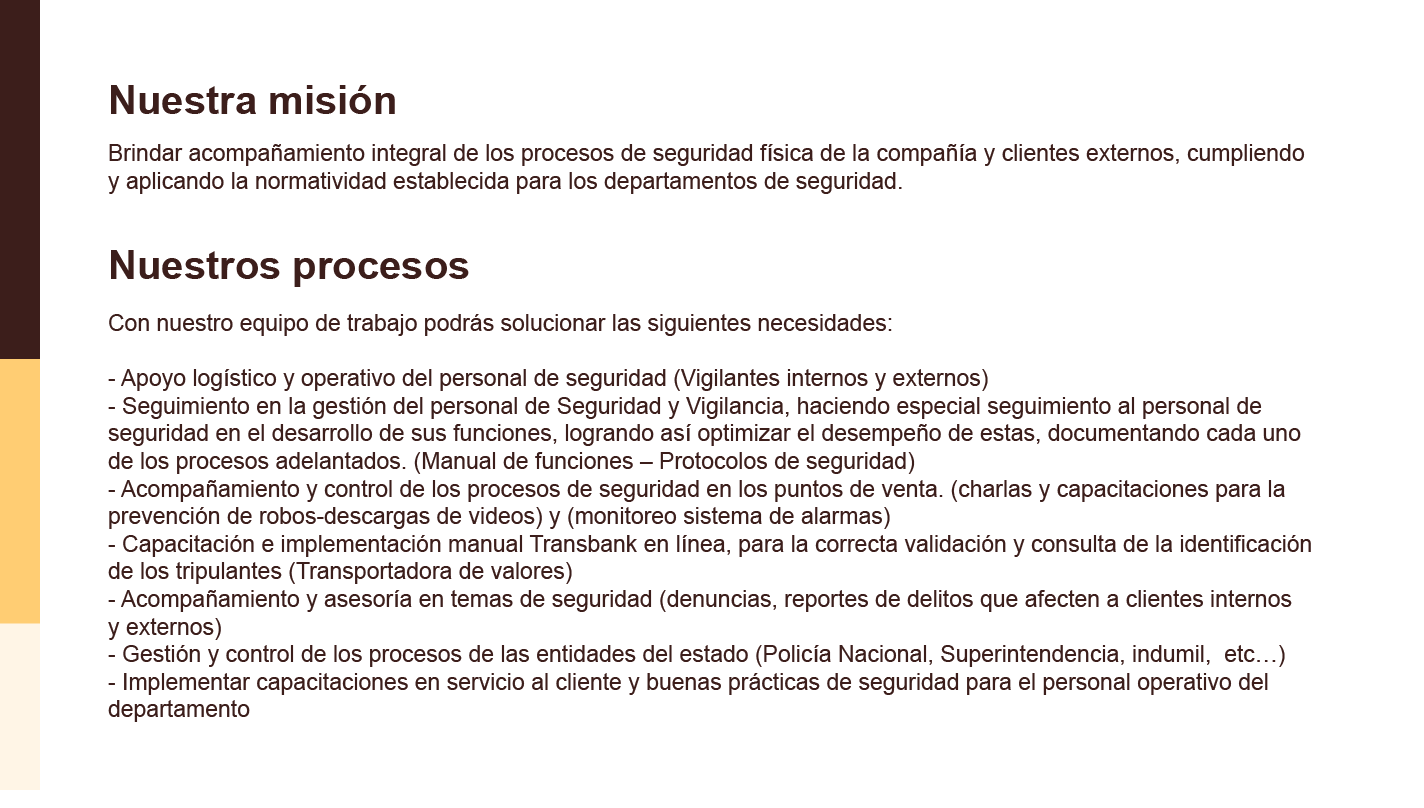 Nuestra misión
Brindar acompañamiento integral de los procesos de seguridad física de la compañía y clientes externos, cumpliendo
y aplicando la normatividad establecida para los departamentos de seguridad.
Nuestros procesos
Con nuestro equipo de trabajo podrás solucionar las siguientes necesidades:
- Apoyo logístico y operativo del personal de seguridad (Vigilantes internos y externos)
- Seguimiento en la gestión del personal de Seguridad y Vigilancia, haciendo especial seguimiento al personal de
seguridad en el desarrollo de sus funciones, logrando así optimizar el desempeño de estas, documentando cada uno
de los procesos adelantados. (Manual de funciones – Protocolos de seguridad)
- Acompañamiento y control de los procesos de seguridad en los puntos de venta. (charlas y capacitaciones para la
prevención de robos-descargas de videos) y (monitoreo sistema de alarmas)
- Capacitación e implementación manual Transbank en línea, para la correcta validación y consulta de la identificación
de los tripulantes (Transportadora de valores)
- Acompañamiento y asesoría en temas de seguridad (denuncias, reportes de delitos que afecten a clientes internos
y externos)
- Gestión y control de los procesos de las entidades del estado (Policía Nacional, Superintendencia, indumil,  etc…)
- Implementar capacitaciones en servicio al cliente y buenas prácticas de seguridad para el personal operativo del
departamento